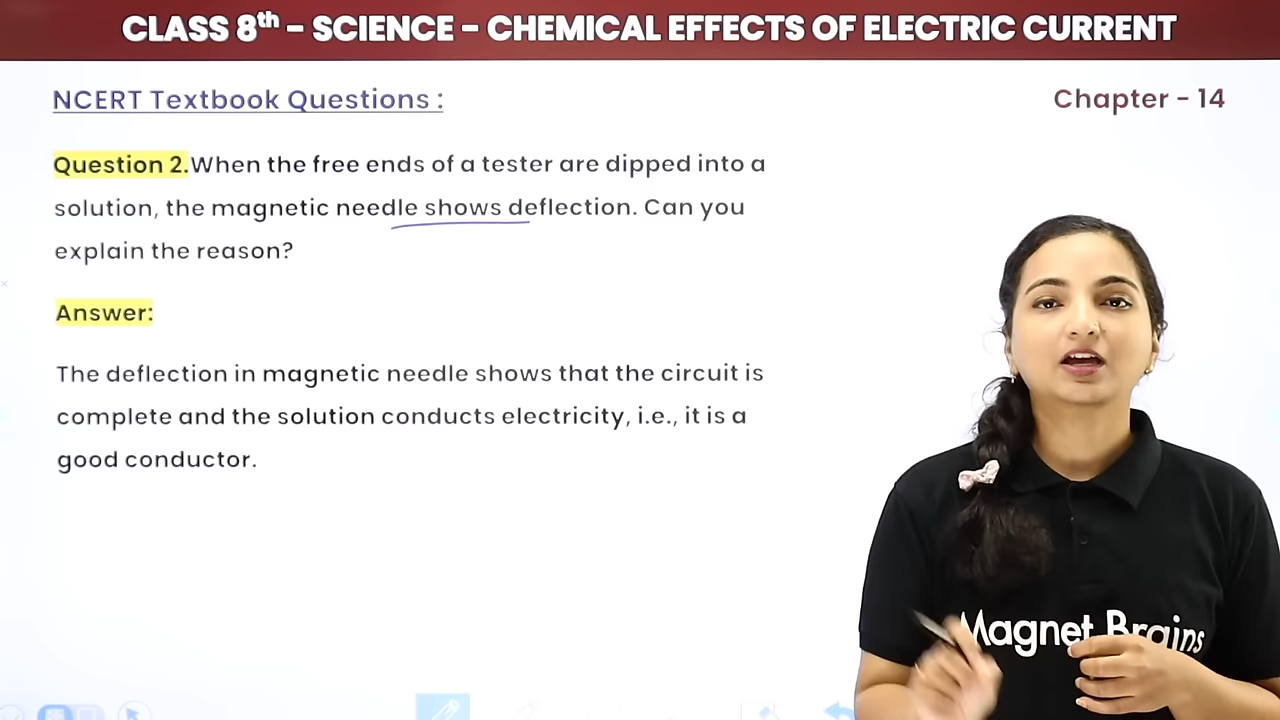 CLASS 8th – SCIENCE – CHEMICAL EFFECTS OF ELECTRIC CURRENT
NCERT Textbook Questions :
Chapter - 14
Question 2.When the free ends of a tester are dipped into a
solution, the magnetic needle shows deflection. Can you
explain the reason?
Answer:
The deflection in magnetic needle shows that the circuit is
complete and the solution conducts electricity, i.e., it is a
good conductor.
Magnet Brains